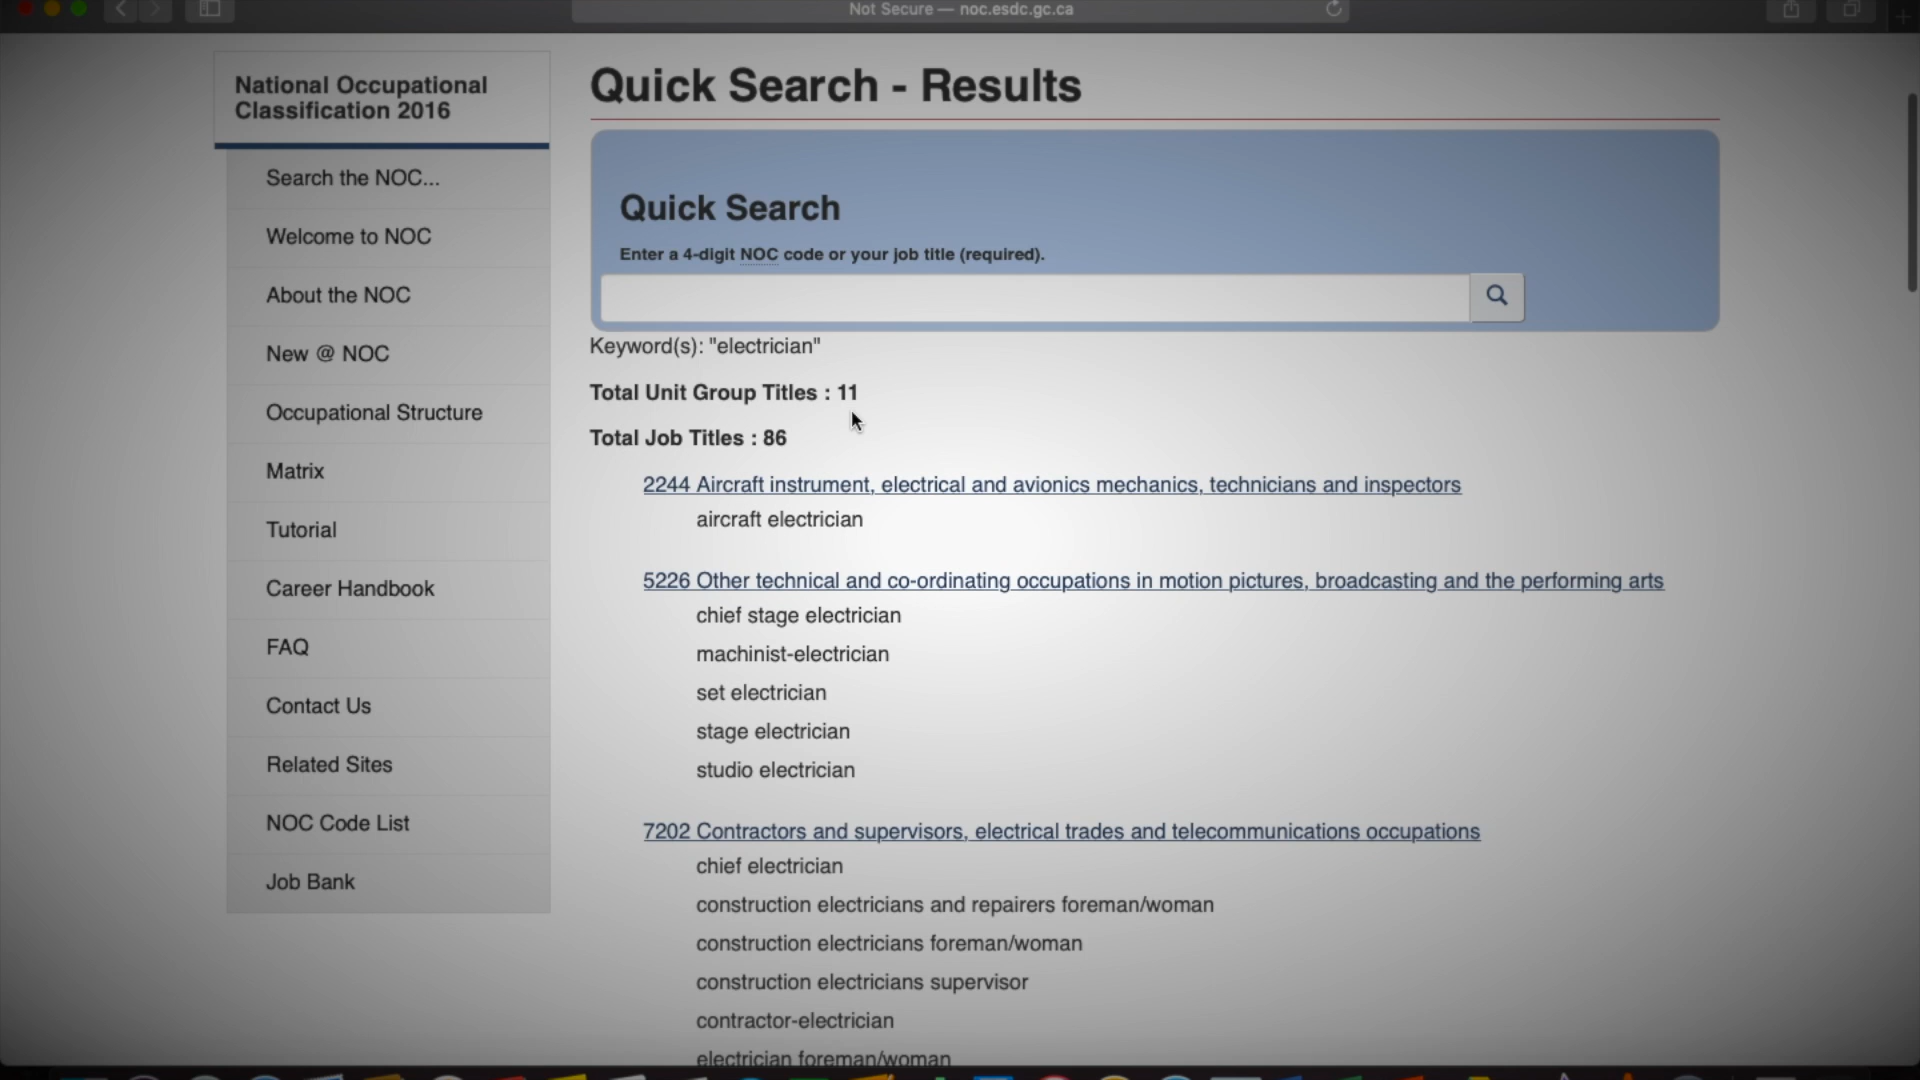 Not Secure — noc.esdc.gc.ca
National Occupational
Classification 2016
Search the NOC...
Welcome to NOC
About the NOC
New @ NOC
Occupational Structure
Matrix
Tutorial
Career Handbook
FAQ
Contact Us
Related Sites
NOC Code List
Job Bank
Quick Search - Results
Quick Search
Enter a 4-digit NOC code or your job title (required).
Keyword(s): "electrician"
Total Unit Group Titles : 11
Total Job Titles : 86
2244 Aircraft instrument, electrical and avionics mechanics, technicians and inspectors
aircraft electrician
5226 Other technical and co-ordinating occupations in motion pictures, broadcasting and the performing arts
chief stage electrician
machinist-electrician
set electrician
stage electrician
studio electrician
7202 Contractors and supervisors, electrical trades and telecommunications occupations
chief electrician
construction electricians and repairers foreman/woman
construction electricians foreman/woman
construction electricians supervisor
contractor-electrician
electrician foreman/woman